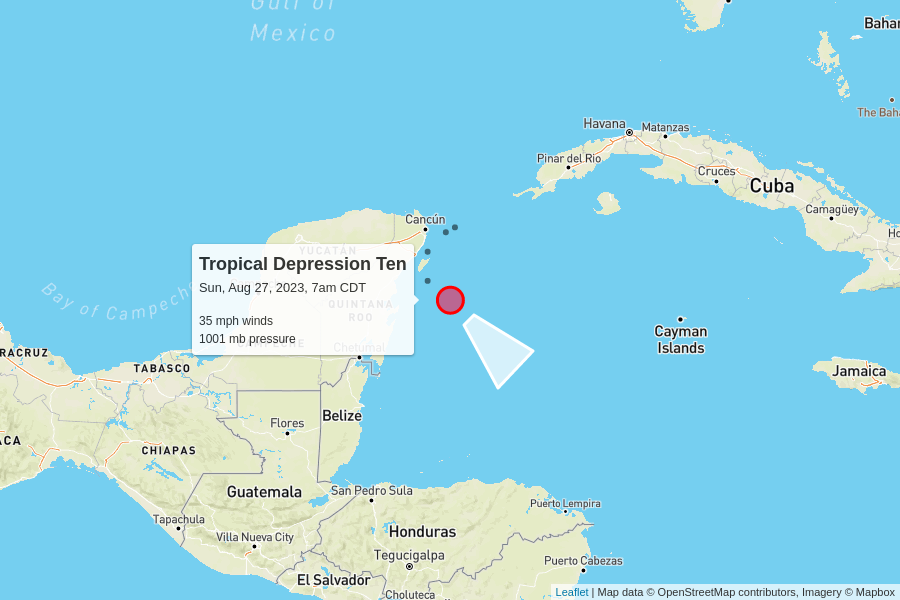 Gulf of
Mexico
Bahar
The Baha
Havana
Matanzas
Pinar del Rio
Cruces
Cuba
Camagüey
Ho
Cancún
YUCATÁN
Tropical Depression Ten
Sun, Aug 27, 2023, 7am CDT
35 mph winds
1001 mb pressure
QUINTANA
ROO
Bay of Campeche
CAMPECHE
Chetumal
Cayman
Islands
Jamaica
RACRUZ
TABASCO
Belize
Flores
ACA
CHIAPAS
Guatemala
San Pedro Sula
Puerto Lempira
Tapachula
Villa Nueva City
Honduras
Tegucigalpa
Puerto Cabezas
El Salvador
Choluteca
Leaflet | Map data © OpenStreetMap contributors, Imagery © Mapbox